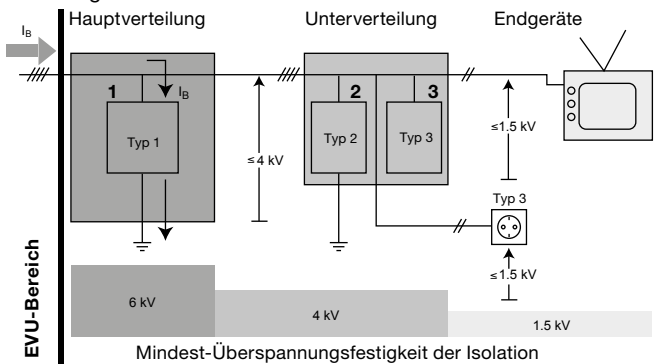 Hauptverteilung
Unterverteilung
Endgeräte
I_B
1
I_B
2
3
Typ 1
≤ 4 kV
Typ 2
Typ 3
≤1.5 kV
Typ 3
≤1.5 kV
EVU-Bereich
6 kV
4 kV
1.5 kV
Mindest-Überspannungsfestigkeit der Isolation